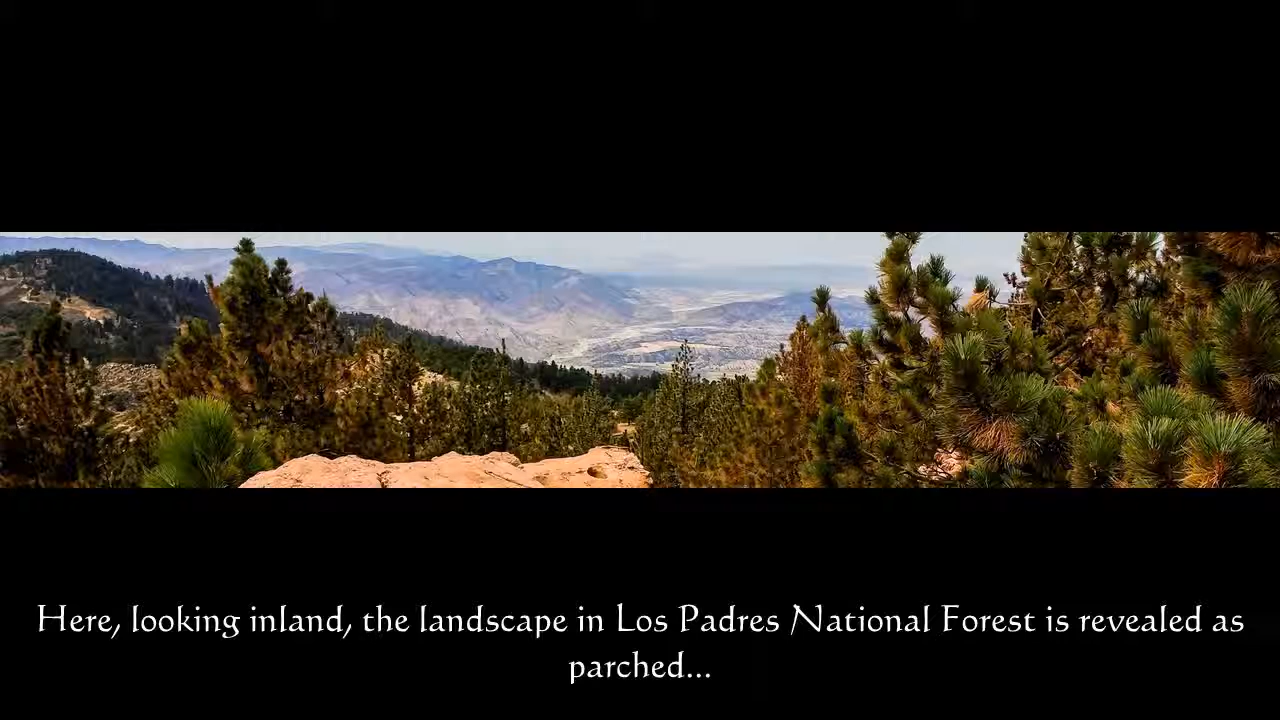 Here, looking inland, the landscape in Los Padres National Forest is revealed as
parched...